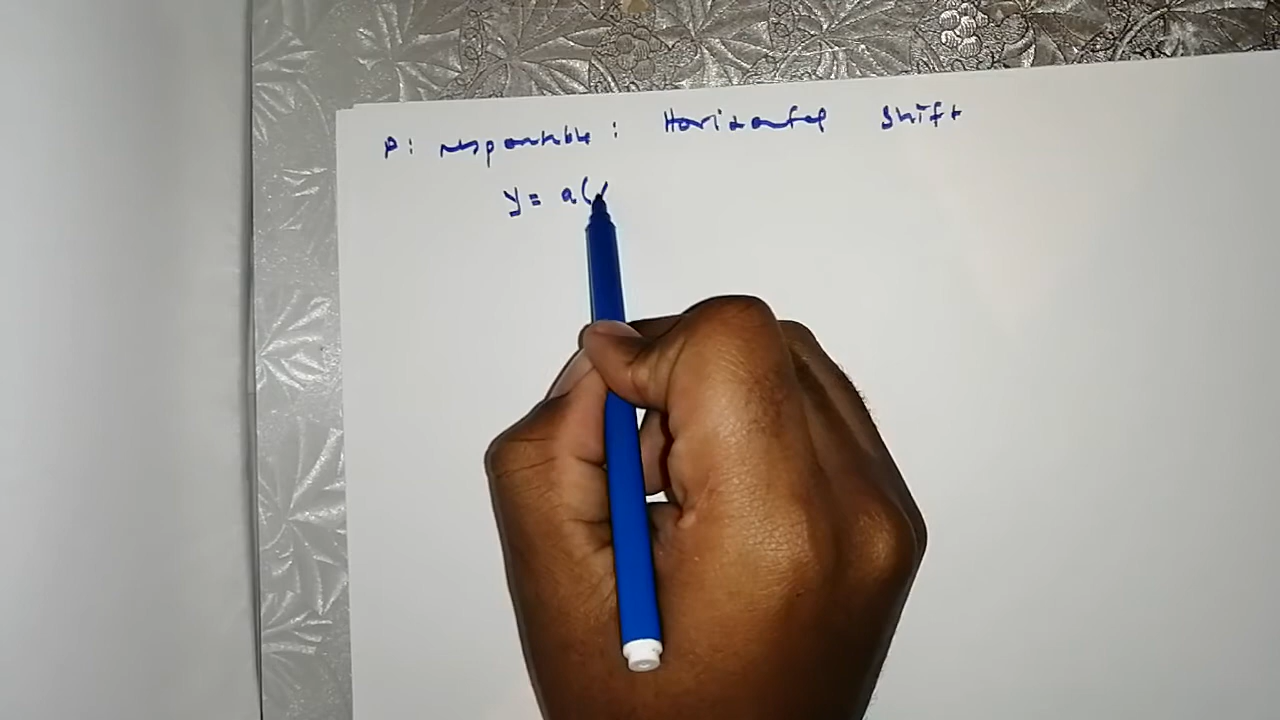 P: responsible: Horizontal shift
y = a(